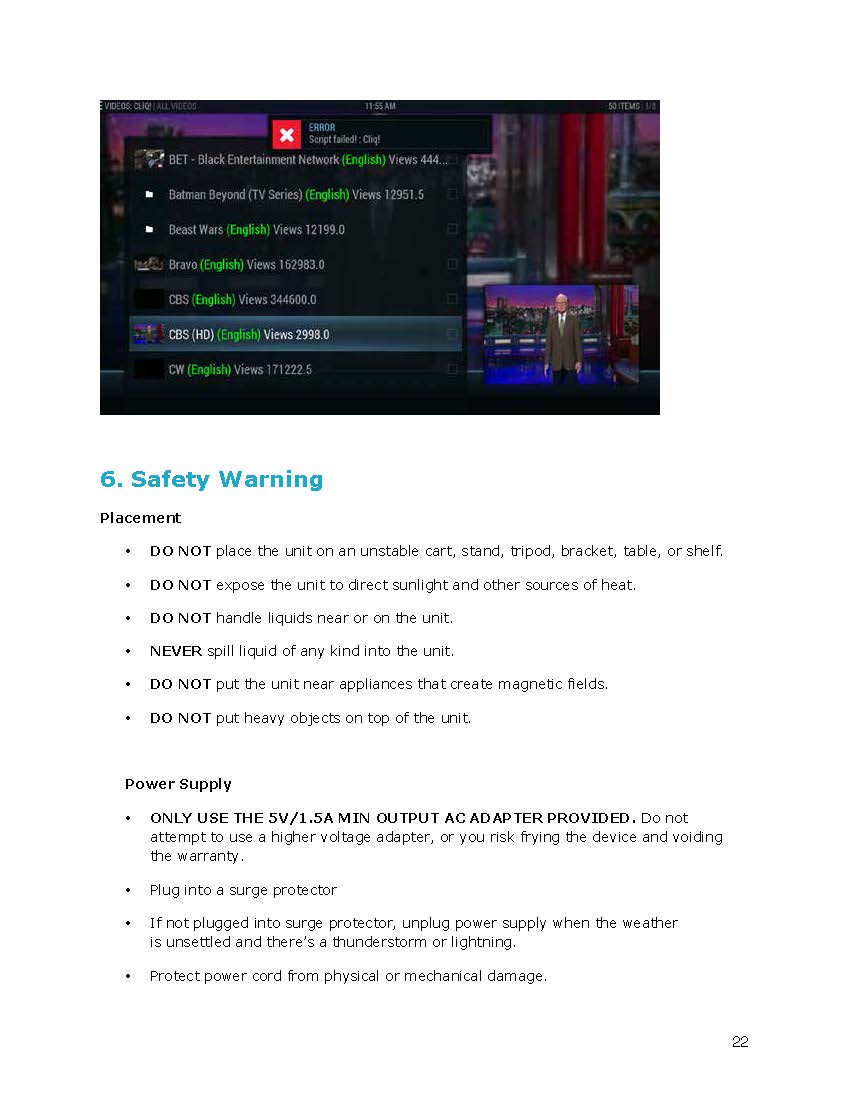 E VIDEOS: CLIQ! | ALL VIDEOS 11:55 AM 50 ITEMS | 1/8
ERROR
Script failed! : Cliq!
BET - Black Entertainment Network (English) Views 444...
Batman Beyond (TV Series) (English) Views 12951.5
Beast Wars (English) Views 12199.0
Bravo (English) Views 162983.0
CBS (English) Views 344600.0
CBS (HD) (English) Views 2998.0
CW (English) Views 171222.5
6. Safety Warning
Placement
• DO NOT place the unit on an unstable cart, stand, tripod, bracket, table, or shelf.
• DO NOT expose the unit to direct sunlight and other sources of heat.
• DO NOT handle liquids near or on the unit.
• NEVER spill liquid of any kind into the unit.
• DO NOT put the unit near appliances that create magnetic fields.
• DO NOT put heavy objects on top of the unit.
Power Supply
• ONLY USE THE 5V/1.5A MIN OUTPUT AC ADAPTER PROVIDED. Do not
attempt to use a higher voltage adapter, or you risk frying the device and voiding
the warranty.
• Plug into a surge protector
• If not plugged into surge protector, unplug power supply when the weather
is unsettled and there’s a thunderstorm or lightning.
• Protect power cord from physical or mechanical damage.
22